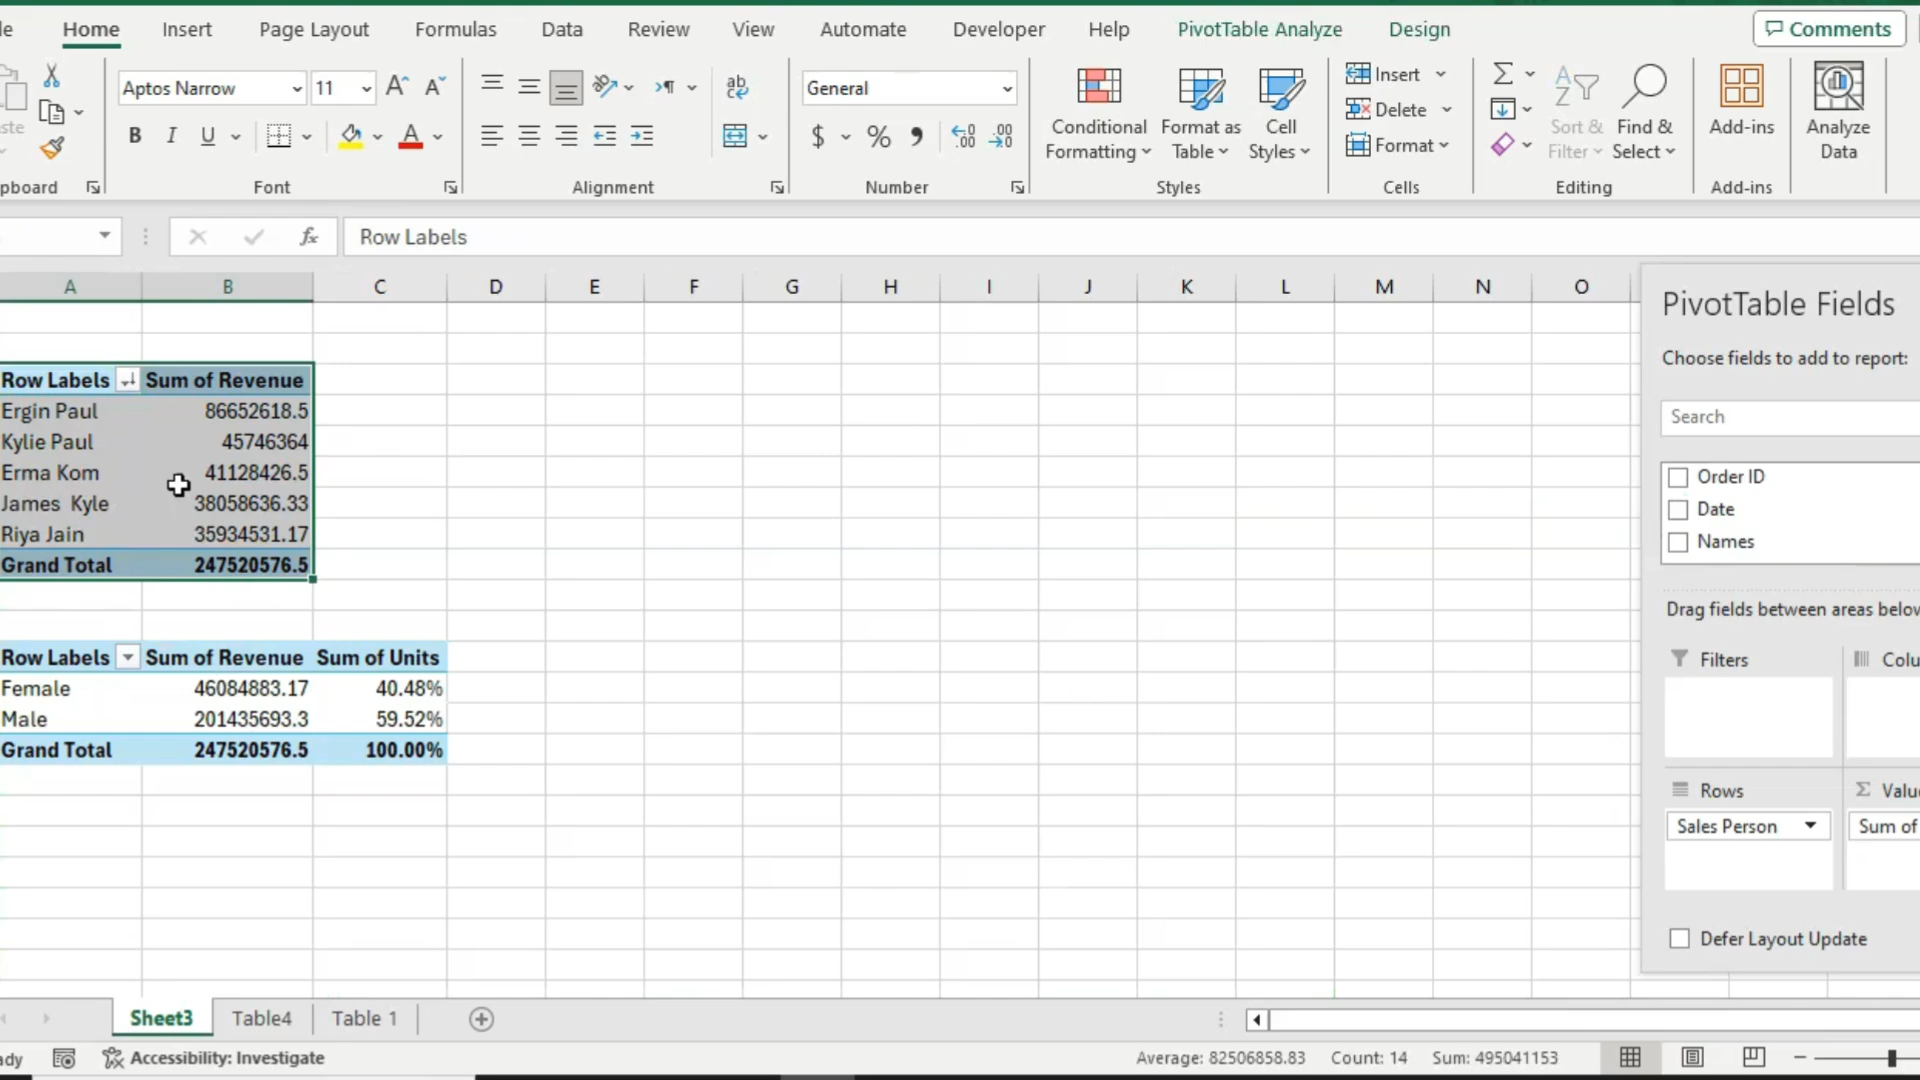 Home Insert Page Layout Formulas Data Review View Automate Developer Help PivotTable Analyze Design Comments
Aptos Narrow 11 General
B I U $ %
Conditional Formatting Format as Table Cell Styles
Insert
Delete
Format
Sort & Filter Find & Select Add-ins Analyze Data
Font Alignment Number Styles Cells Editing Add-ins
fx Row Labels
A B C D E F G H I J K L M N O
Row Labels Sum of Revenue
Ergin Paul 86652618.5
Kylie Paul 45746364
Erma Kom 41128426.5
James  Kyle 38058636.33
Riya Jain 35934531.17
Grand Total 247520576.5
Row Labels Sum of Revenue Sum of Units
Female 46084883.17 40.48%
Male 201435693.3 59.52%
Grand Total 247520576.5 100.00%
PivotTable Fields
Choose fields to add to report:
Search
Order ID
Date
Names
Drag fields between areas
Filters
Rows
Sales Person Sum of
Defer Layout Update
Sheet3 Table4 Table 1
Accessibility: Investigate Average: 82506858.83 Count: 14 Sum: 495041153